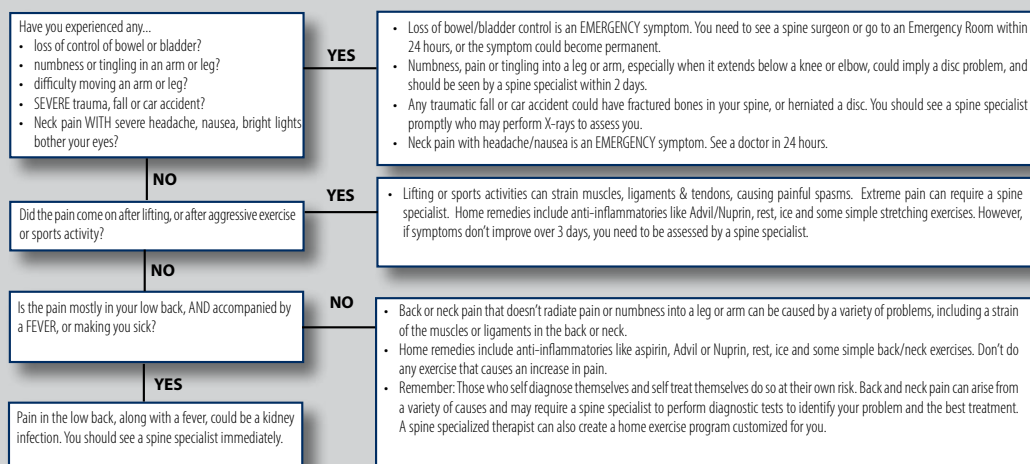 Have you experienced any...
• loss of control of bowel or bladder?
• numbness or tingling in an arm or leg?
• difficulty moving an arm or leg?
• SEVERE trauma, fall or car accident?
• Neck pain WITH severe headache, nausea, bright lights
bother your eyes?
YES
• Loss of bowel/bladder control is an EMERGENCY symptom. You need to see a spine surgeon or go to an Emergency Room within
24 hours, or the symptom could become permanent.
• Numbness, pain or tingling into a leg or arm, especially when it extends below a knee or elbow, could imply a disc problem, and
should be seen by a spine specialist within 2 days.
• Any traumatic fall or car accident could have fractured bones in your spine, or herniated a disc. You should see a spine specialist
promptly who may perform X-rays to assess you.
• Neck pain with headache/nausea is an EMERGENCY symptom. See a doctor in 24 hours.
NO
Did the pain come on after lifting, or after aggressive exercise
or sports activity?
YES
• Lifting or sports activities can strain muscles, ligaments & tendons, causing painful spasms. Extreme pain can require a spine
specialist. Home remedies include anti-inflammatories like Advil/Nuprin, rest, ice and some simple stretching exercises. However,
if symptoms don't improve over 3 days, you need to be assessed by a spine specialist.
NO
Is the pain mostly in your low back, AND accompanied by
a FEVER, or making you sick?
NO
• Back or neck pain that doesn't radiate pain or numbness into a leg or arm can be caused by a variety of problems, including a strain
of the muscles or ligaments in the back or neck.
• Home remedies include anti-inflammatories like aspirin, Advil or Nuprin, rest, ice and some simple back/neck exercises. Don't do
any exercise that causes an increase in pain.
• Remember: Those who self diagnose themselves and self treat themselves do so at their own risk. Back and neck pain can arise from
a variety of causes and may require a spine specialist to perform diagnostic tests to identify your problem and the best treatment.
A spine specialized therapist can also create a home exercise program customized for you.
YES
Pain in the low back, along with a fever, could be a kidney
infection. You should see a spine specialist immediately.